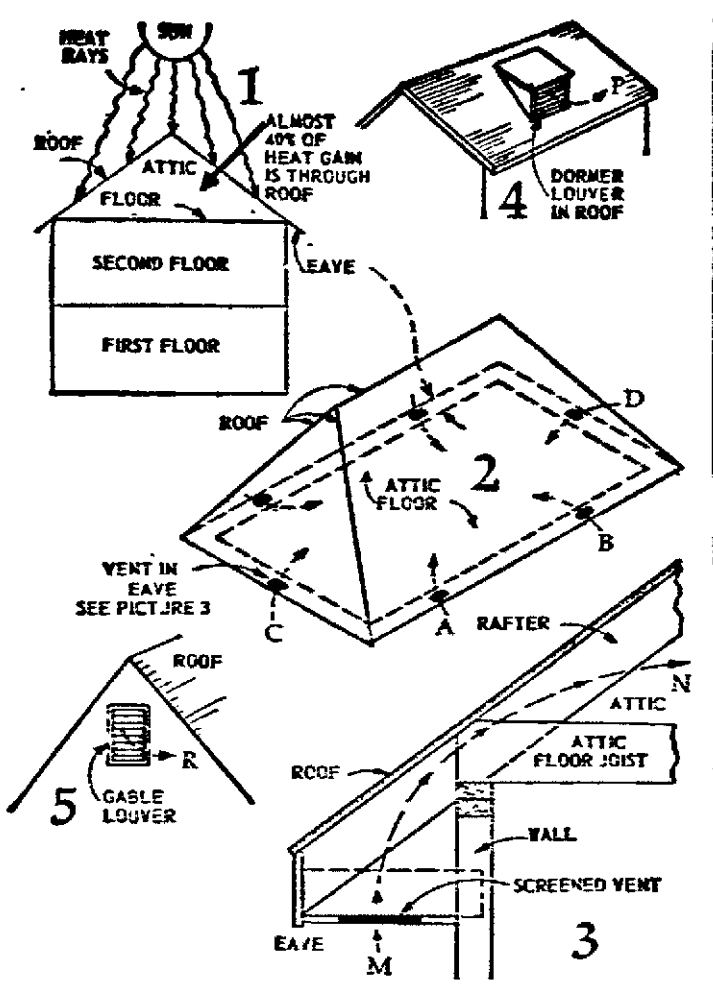 SUN
HEAT
RAYS
1
ALMOST
40% OF
HEAT GAIN
IS THROUGH
ROOF
ROOF
ATTIC
FLOOR
SECOND FLOOR
EAVE
FIRST FLOOR
P
4
DORMER
LOUVER
IN ROOF
ROOF
D
2
ATTIC
FLOOR
B
VENT IN
EAVE
SEE PICTURE 3
C
A
RAFTER
N
ATTIC
ATTIC
FLOOR JOIST
ROOF
WALL
SCREENED VENT
EAVE
M
3
ROOF
R
5
GABLE
LOUVER